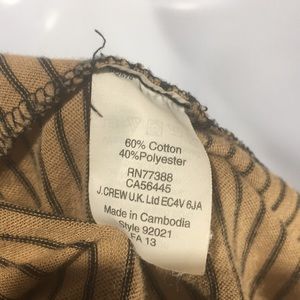 60% Cotton
40%Polyester
RN77388
CA56445
J.CREW U.K. Ltd EC4V 6JA
Made in Cambodia
Style 92021
FA 13